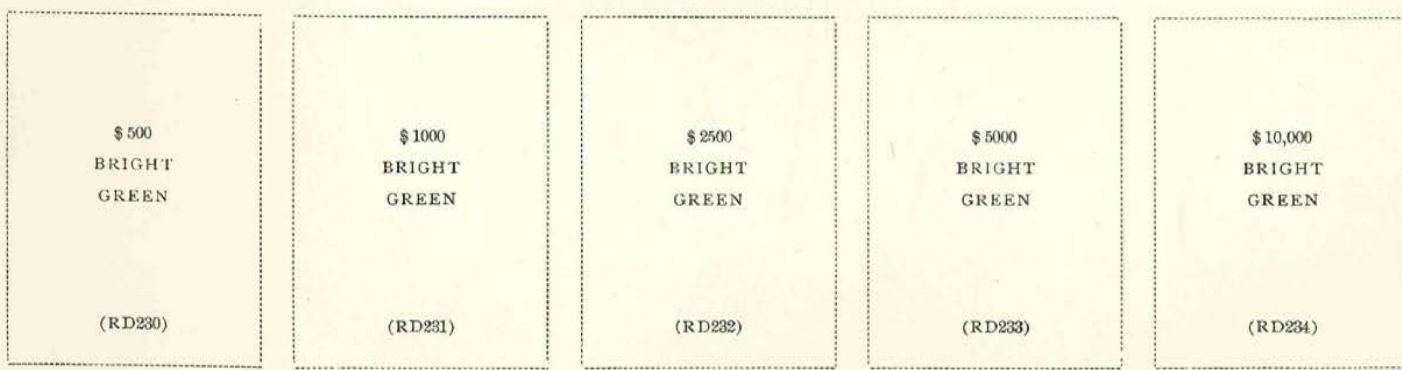 $ 500
BRIGHT
GREEN
(RD230)
$ 1000
BRIGHT
GREEN
(RD231)
$ 2500
BRIGHT
GREEN
(RD232)
$ 5000
BRIGHT
GREEN
(RD233)
$ 10,000
BRIGHT
GREEN
(RD234)